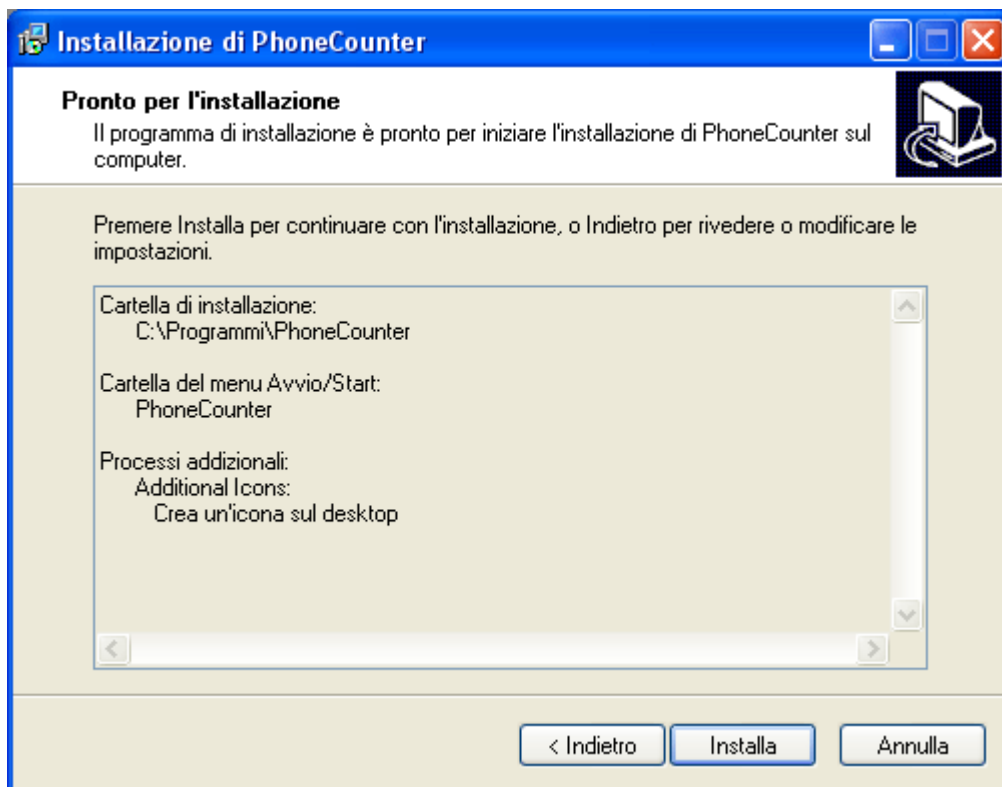 Installazione di PhoneCounter
Pronto per l'installazione
Il programma di installazione è pronto per iniziare l'installazione di PhoneCounter sul
computer.
Premere Installa per continuare con l'installazione, o Indietro per rivedere o modificare le
impostazioni.
Cartella di installazione:
C:\Programmi\PhoneCounter
Cartella del menu Avvio/Start:
PhoneCounter
Processi addizionali:
Additional Icons:
Crea un'icona sul desktop
< Indietro
Installa
Annulla